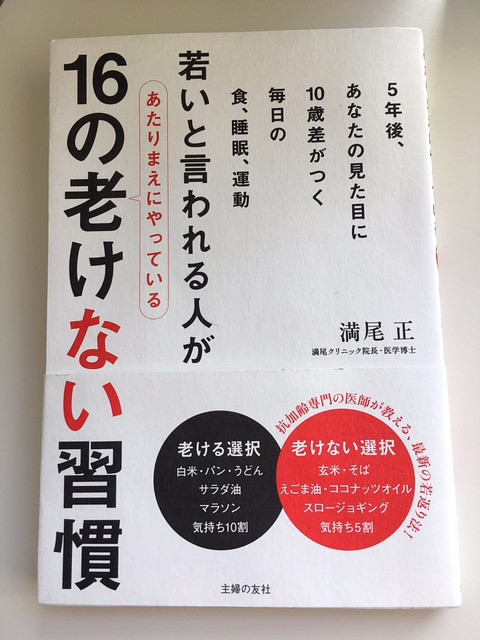 5年後、
あなたの見た目に
10歳差がつく
毎日の
食、睡眠、運動
若いと言われる人が
あたりまえにやっている
16の老けない習慣
満尾 正
満尾クリニック院長・医学博士
抗加齢専門の医師が教える、最新の若返り法!
老ける選択
白米・パン・うどん
サラダ油
マラソン
気持ち10割
老けない選択
玄米・そば
えごま油・ココナッツオイル
スロージョギング
気持ち5割
主婦の友社